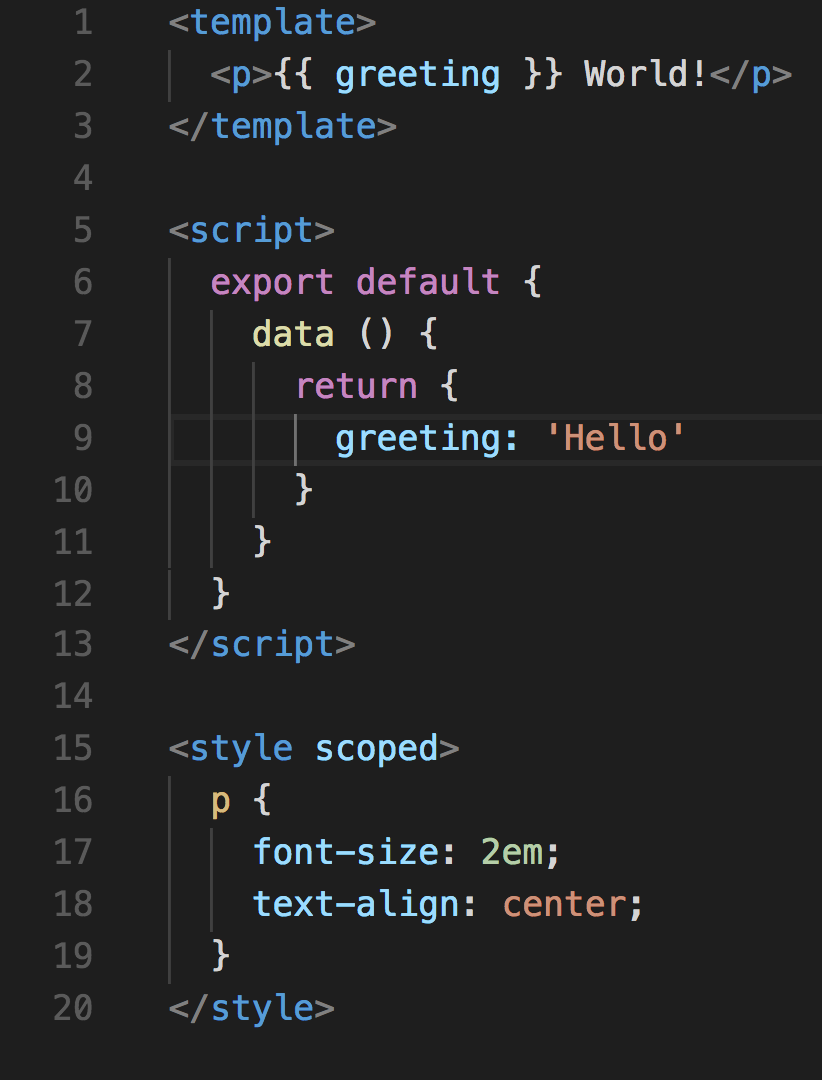 1 <template>
2   <p>{{ greeting }} World!</p>
3 </template>
4
5 <script>
6   export default {
7     data () {
8       return {
9         greeting: 'Hello'
10       }
11     }
12   }
13 </script>
14
15 <style scoped>
16   p {
17     font-size: 2em;
18     text-align: center;
19   }
20 </style>